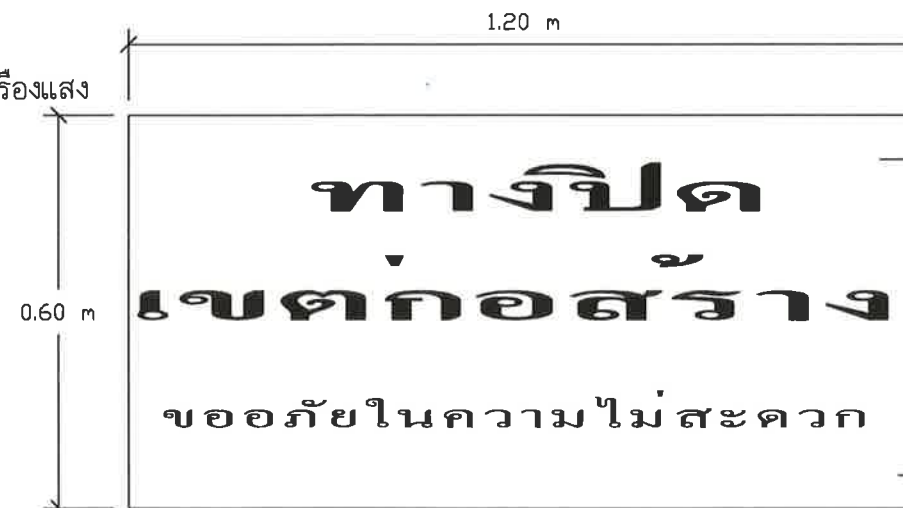 1.20 m
รืองแสง
ทางปิด
เขตก่อสร้าง
0.60 m
ขออภัยในความไม่สะดวก